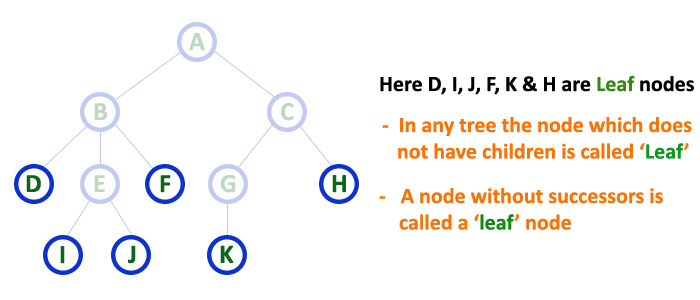 A
B
C
D
E
F
G
H
I
J
K
Here D, I, J, F, K & H are Leaf nodes
- In any tree the node which does
not have children is called ‘Leaf’
- A node without successors is
called a ‘leaf’ node